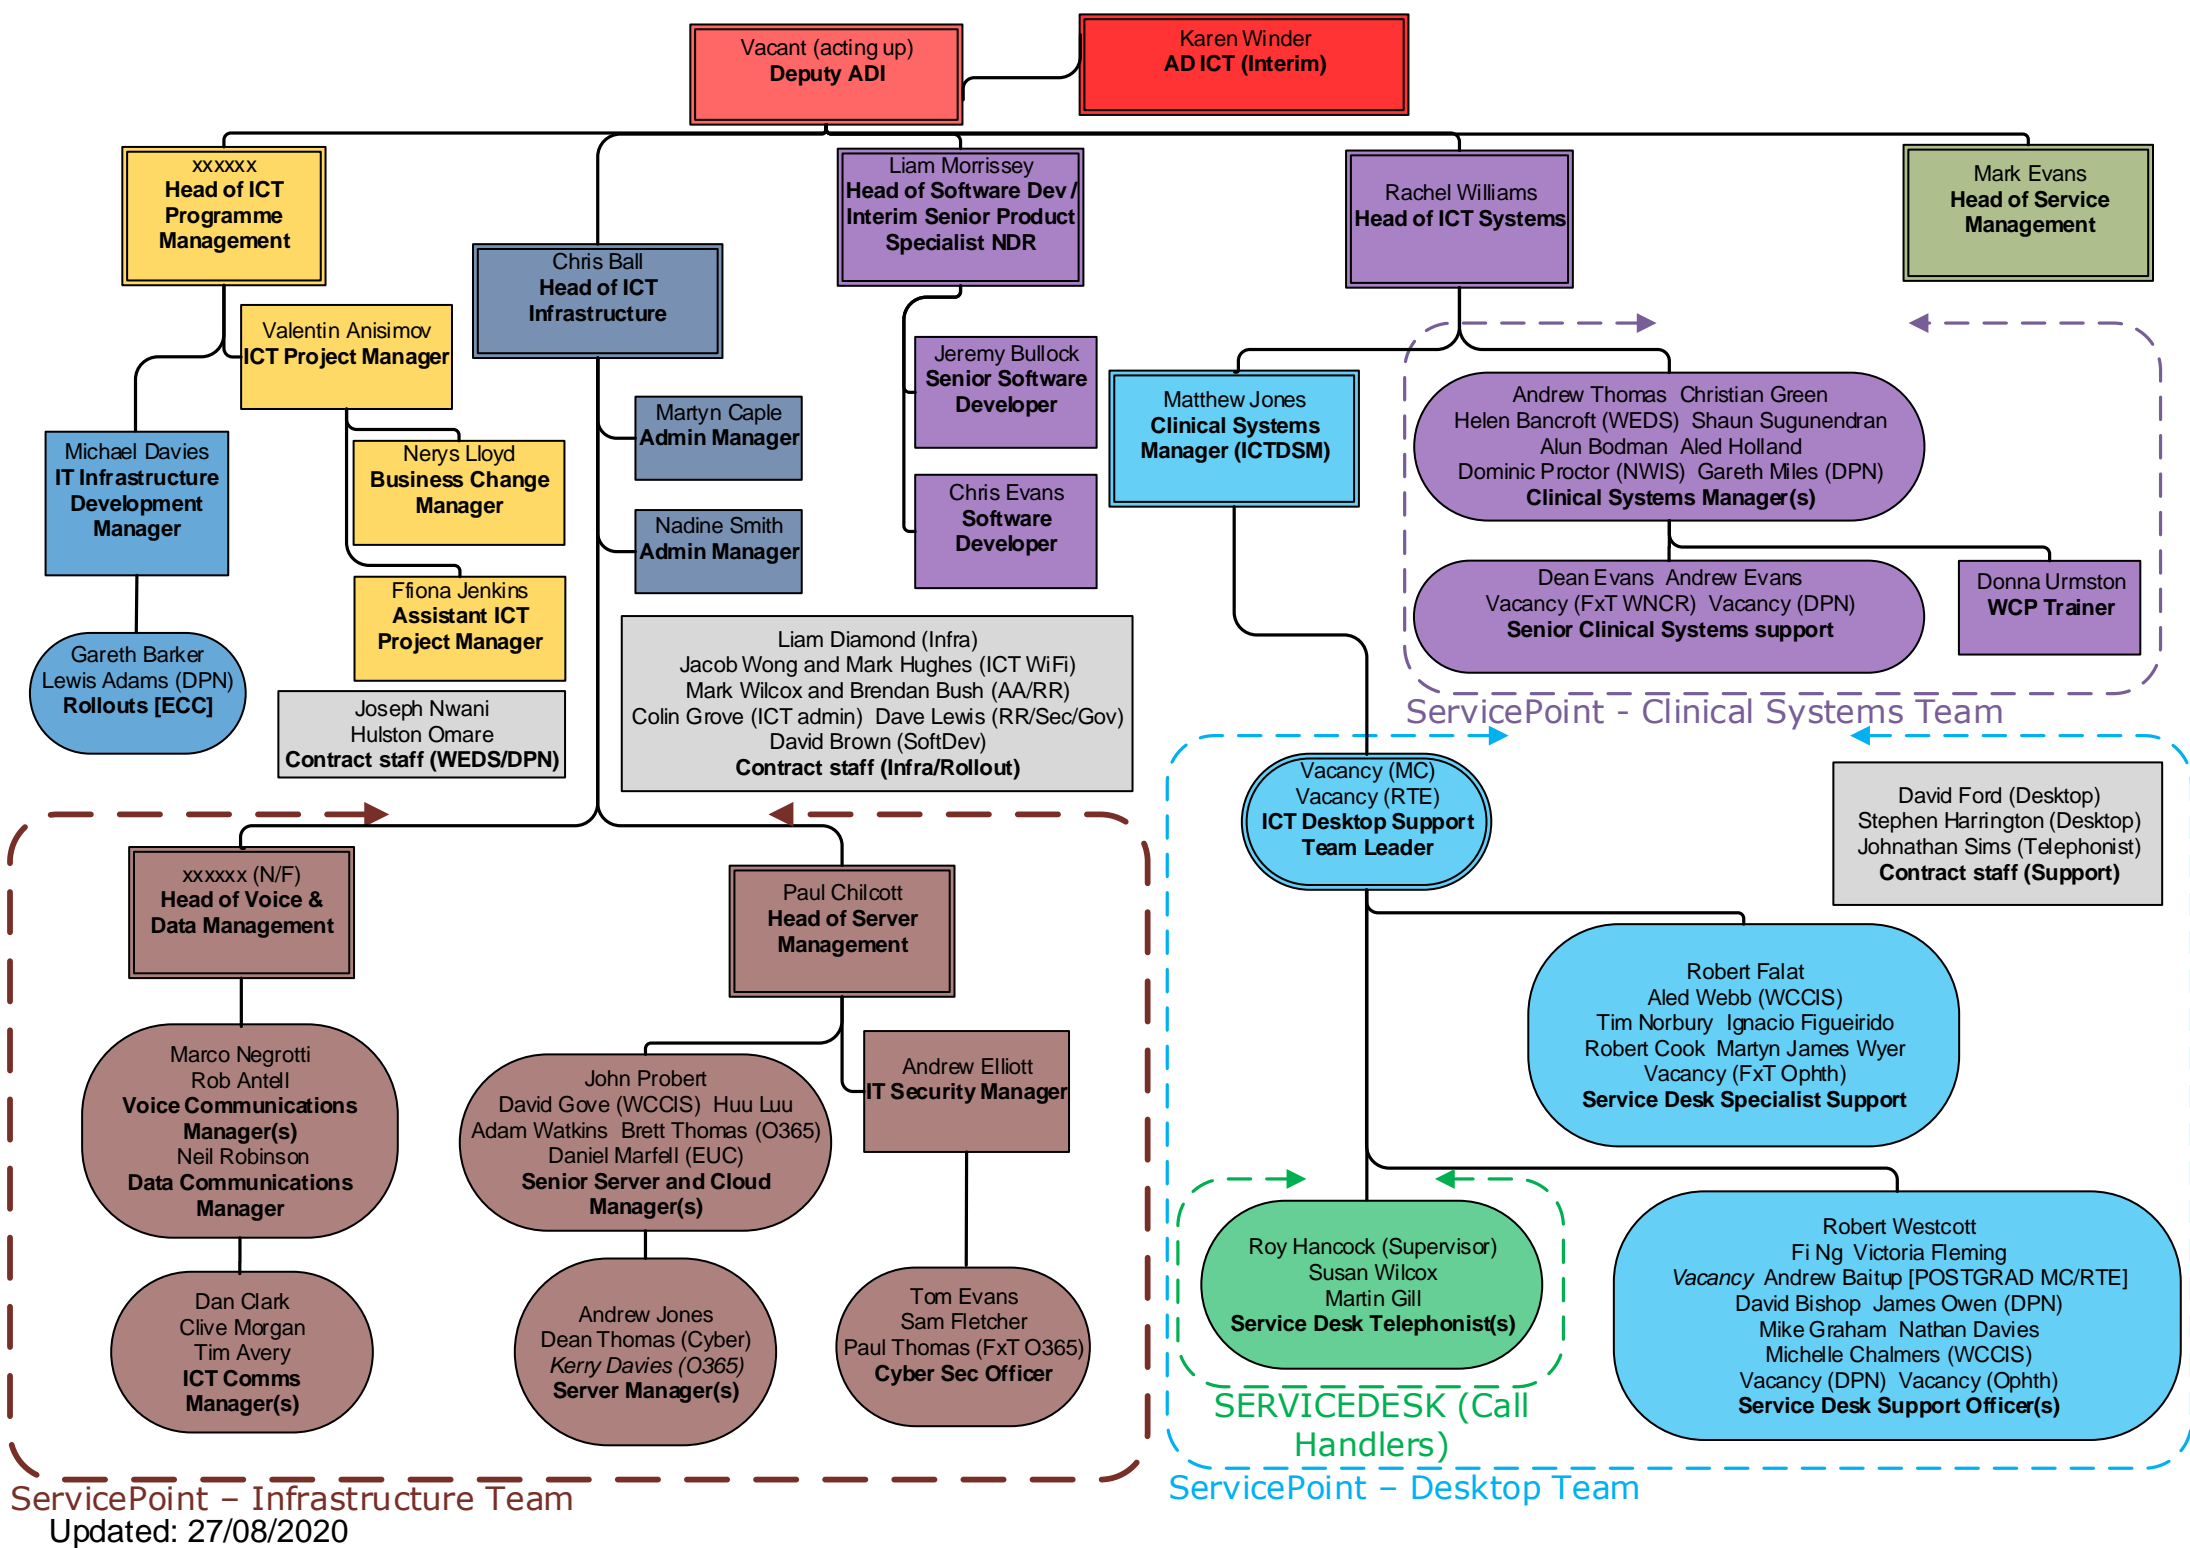 Vacant (acting up)
Deputy ADI
Karen Winder
AD ICT (Interim)
xxxxxx
Head of ICT
Programme
Management
Chris Ball
Head of ICT
Infrastructure
Liam Morrissey
Head of Software Dev /
Interim Senior Product
Specialist NDR
Rachel Williams
Head of ICT Systems
Mark Evans
Head of Service
Management
Valentin Anisimov
ICT Project Manager
Michael Davies
IT Infrastructure
Development
Manager
Nerys Lloyd
Business Change
Manager
Ffiona Jenkins
Assistant ICT
Project Manager
Gareth Barker
Lewis Adams (DPN)
Rollouts [ECC]
Joseph Nwani
Hulston Omare
Contract staff (WEDS/DPN)
Martyn Caple
Admin Manager
Nadine Smith
Admin Manager
Liam Diamond (Infra)
Jacob Wong and Mark Hughes (ICT WiFi)
Mark Wilcox and Brendan Bush (AA/RR)
Colin Grove (ICT admin)  Dave Lewis (RR/Sec/Gov)
David Brown (SoftDev)
Contract staff (Infra/Rollout)
Jeremy Bullock
Senior Software
Developer
Chris Evans
Software
Developer
Matthew Jones
Clinical Systems
Manager (ICTDSM)
Andrew Thomas  Christian Green
Helen Bancroft (WEDS)  Shaun Sugunendran
Alun Bodman  Aled Holland
Dominic Proctor (NWIS)  Gareth Miles (DPN)
Clinical Systems Manager(s)
Dean Evans  Andrew Evans
Vacancy (FxT WNCR)  Vacancy (DPN)
Senior Clinical Systems support
Donna Urmston
WCP Trainer
ServicePoint - Clinical Systems Team
Vacancy (MC)
Vacancy (RTE)
ICT Desktop Support
Team Leader
David Ford (Desktop)
Stephen Harrington (Desktop)
Johnathan Sims (Telephonist)
Contract staff (Support)
xxxxxx (N/F)
Head of Voice &
Data Management
Paul Chilcott
Head of Server
Management
Marco Negrotti
Rob Antell
Voice Communications
Manager(s)
Neil Robinson
Data Communications
Manager
John Probert
David Gove (WCCIS)  Huu Luu
Adam Watkins  Brett Thomas (O365)
Daniel Marfell (EUC)
Senior Server and Cloud
Manager(s)
Andrew Elliott
IT Security Manager
Dan Clark
Clive Morgan
Tim Avery
ICT Comms
Manager(s)
Andrew Jones
Dean Thomas (Cyber)
Kerry Davies (O365)
Server Manager(s)
Tom Evans
Sam Fletcher
Paul Thomas (FxT O365)
Cyber Sec Officer
Robert Falat
Aled Webb (WCCIS)
Tim Norbury  Ignacio Figueirido
Robert Cook  Martyn James Wyer
Vacancy (FxT Ophth)
Service Desk Specialist Support
Roy Hancock (Supervisor)
Susan Wilcox
Martin Gill
Service Desk Telephonist(s)
SERVICEDESK (Call
Handlers)
Robert Westcott
Fi Ng  Victoria Fleming
Vacancy  Andrew Baitup [POSTGRAD MC/RTE]
David Bishop  James Owen (DPN)
Mike Graham  Nathan Davies
Michelle Chalmers (WCCIS)
Vacancy (DPN)  Vacancy (Ophth)
Service Desk Support Officer(s)
ServicePoint – Desktop Team
ServicePoint – Infrastructure Team
Updated: 27/08/2020